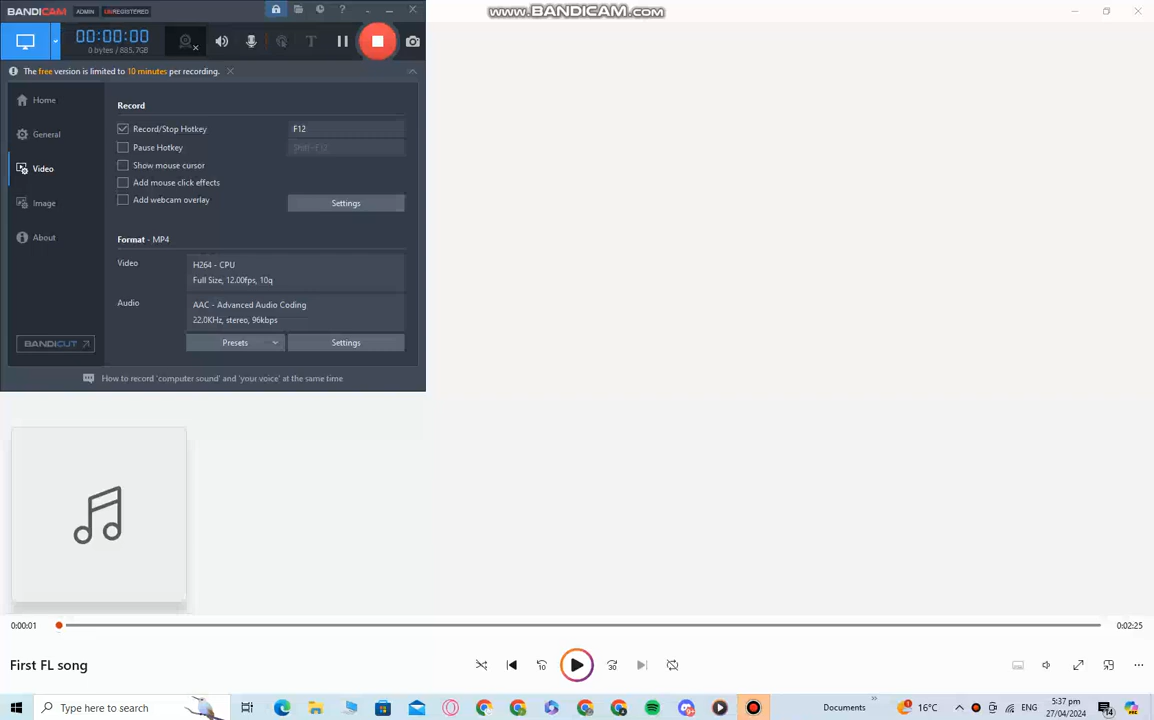 BANDICAM ADMIN UNREGISTERED
www.BANDICAM.com
00:00:00
0 bytes / 885.7GB
The free version is limited to 10 minutes per recording.
Home
General
Video
Image
About
BANDICUT
Record
Record/Stop Hotkey F12
Pause Hotkey Shift+F12
Show mouse cursor
Add mouse click effects
Add webcam overlay
Settings
Format - MP4
Video
H264 - CPU
Full Size, 12.00fps, 10q
Audio
AAC - Advanced Audio Coding
22.0KHz, stereo, 96kbps
Presets
Settings
How to record 'computer sound' and 'your voice' at the same time
0:00:01
0:02:25
First FL song
10
30
Type here to search
Documents
16°C
ENG
5:37 pm
27/04/2024
14